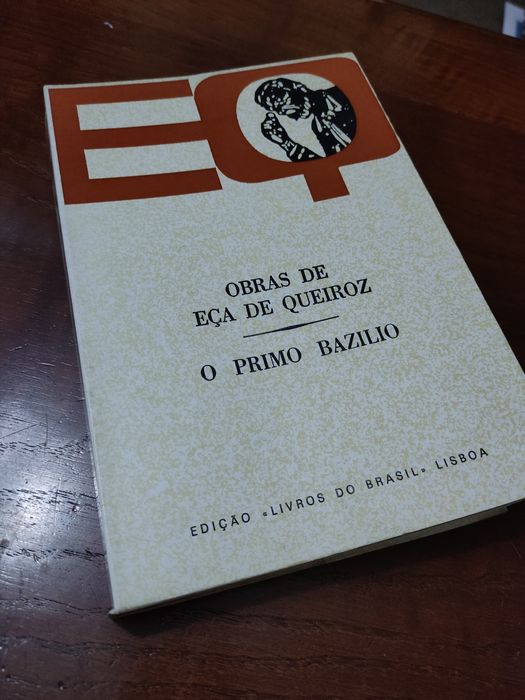 EQ
OBRAS DE
EÇA DE QUEIROZ
O PRIMO BAZILIO
EDIÇÃO «LIVROS DO BRASIL» LISBOA